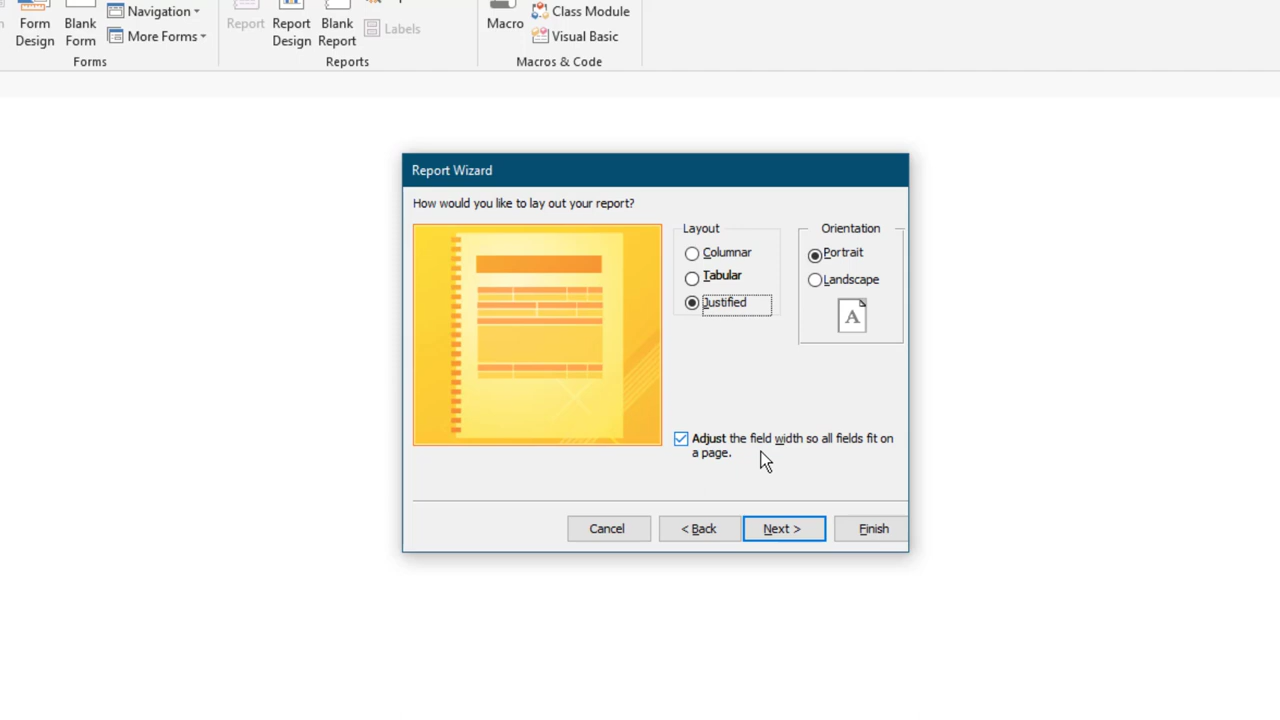 Form Design
Blank Form
Navigation
More Forms
Forms
Report
Report Design
Blank Report
Labels
Reports
Macro
Class Module
Visual Basic
Macros & Code
Report Wizard
How would you like to lay out your report?
Layout
Columnar
Tabular
Justified
Orientation
Portrait
Landscape
A
Adjust the field width so all fields fit on
a page.
Cancel
< Back
Next >
Finish